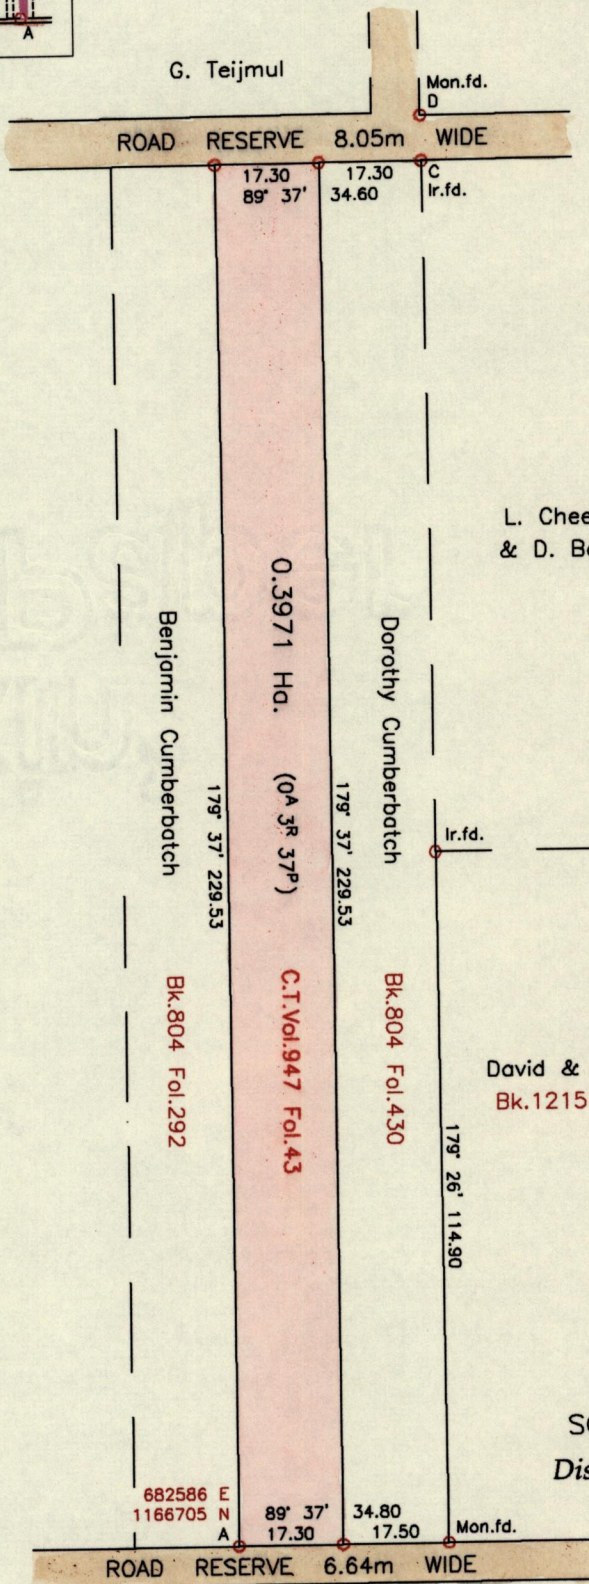 A
G. Teijmul
Mon.fd.
D
ROAD RESERVE 8.05m WIDE
17.30 17.30 C
89° 37' 34.60 Ir.fd.
L. Chee
& D. B
0.3971 Ha. (0ᴬ 3ᴿ 37ᴾ)
C.T.Vol.947 Fol.43
Benjamin Cumberbatch
Bk.804 Fol.292
Dorothy Cumberbatch
Bk.804 Fol.430
179° 37' 229.53
179° 37' 229.53
Ir.fd.
David &
Bk.1215
179° 26' 114.90
Dis
682586 E
1166705 N 89° 37' 34.80
A 17.30 17.50 Mon.fd.
ROAD RESERVE 6.64m WIDE